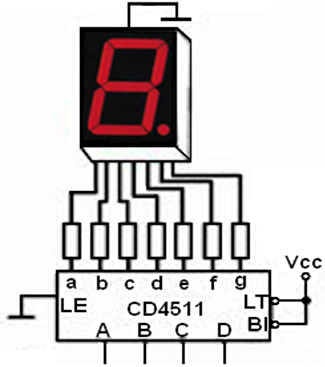 a b c d e f g
Vcc
LE CD4511 LT
BI
A B C D